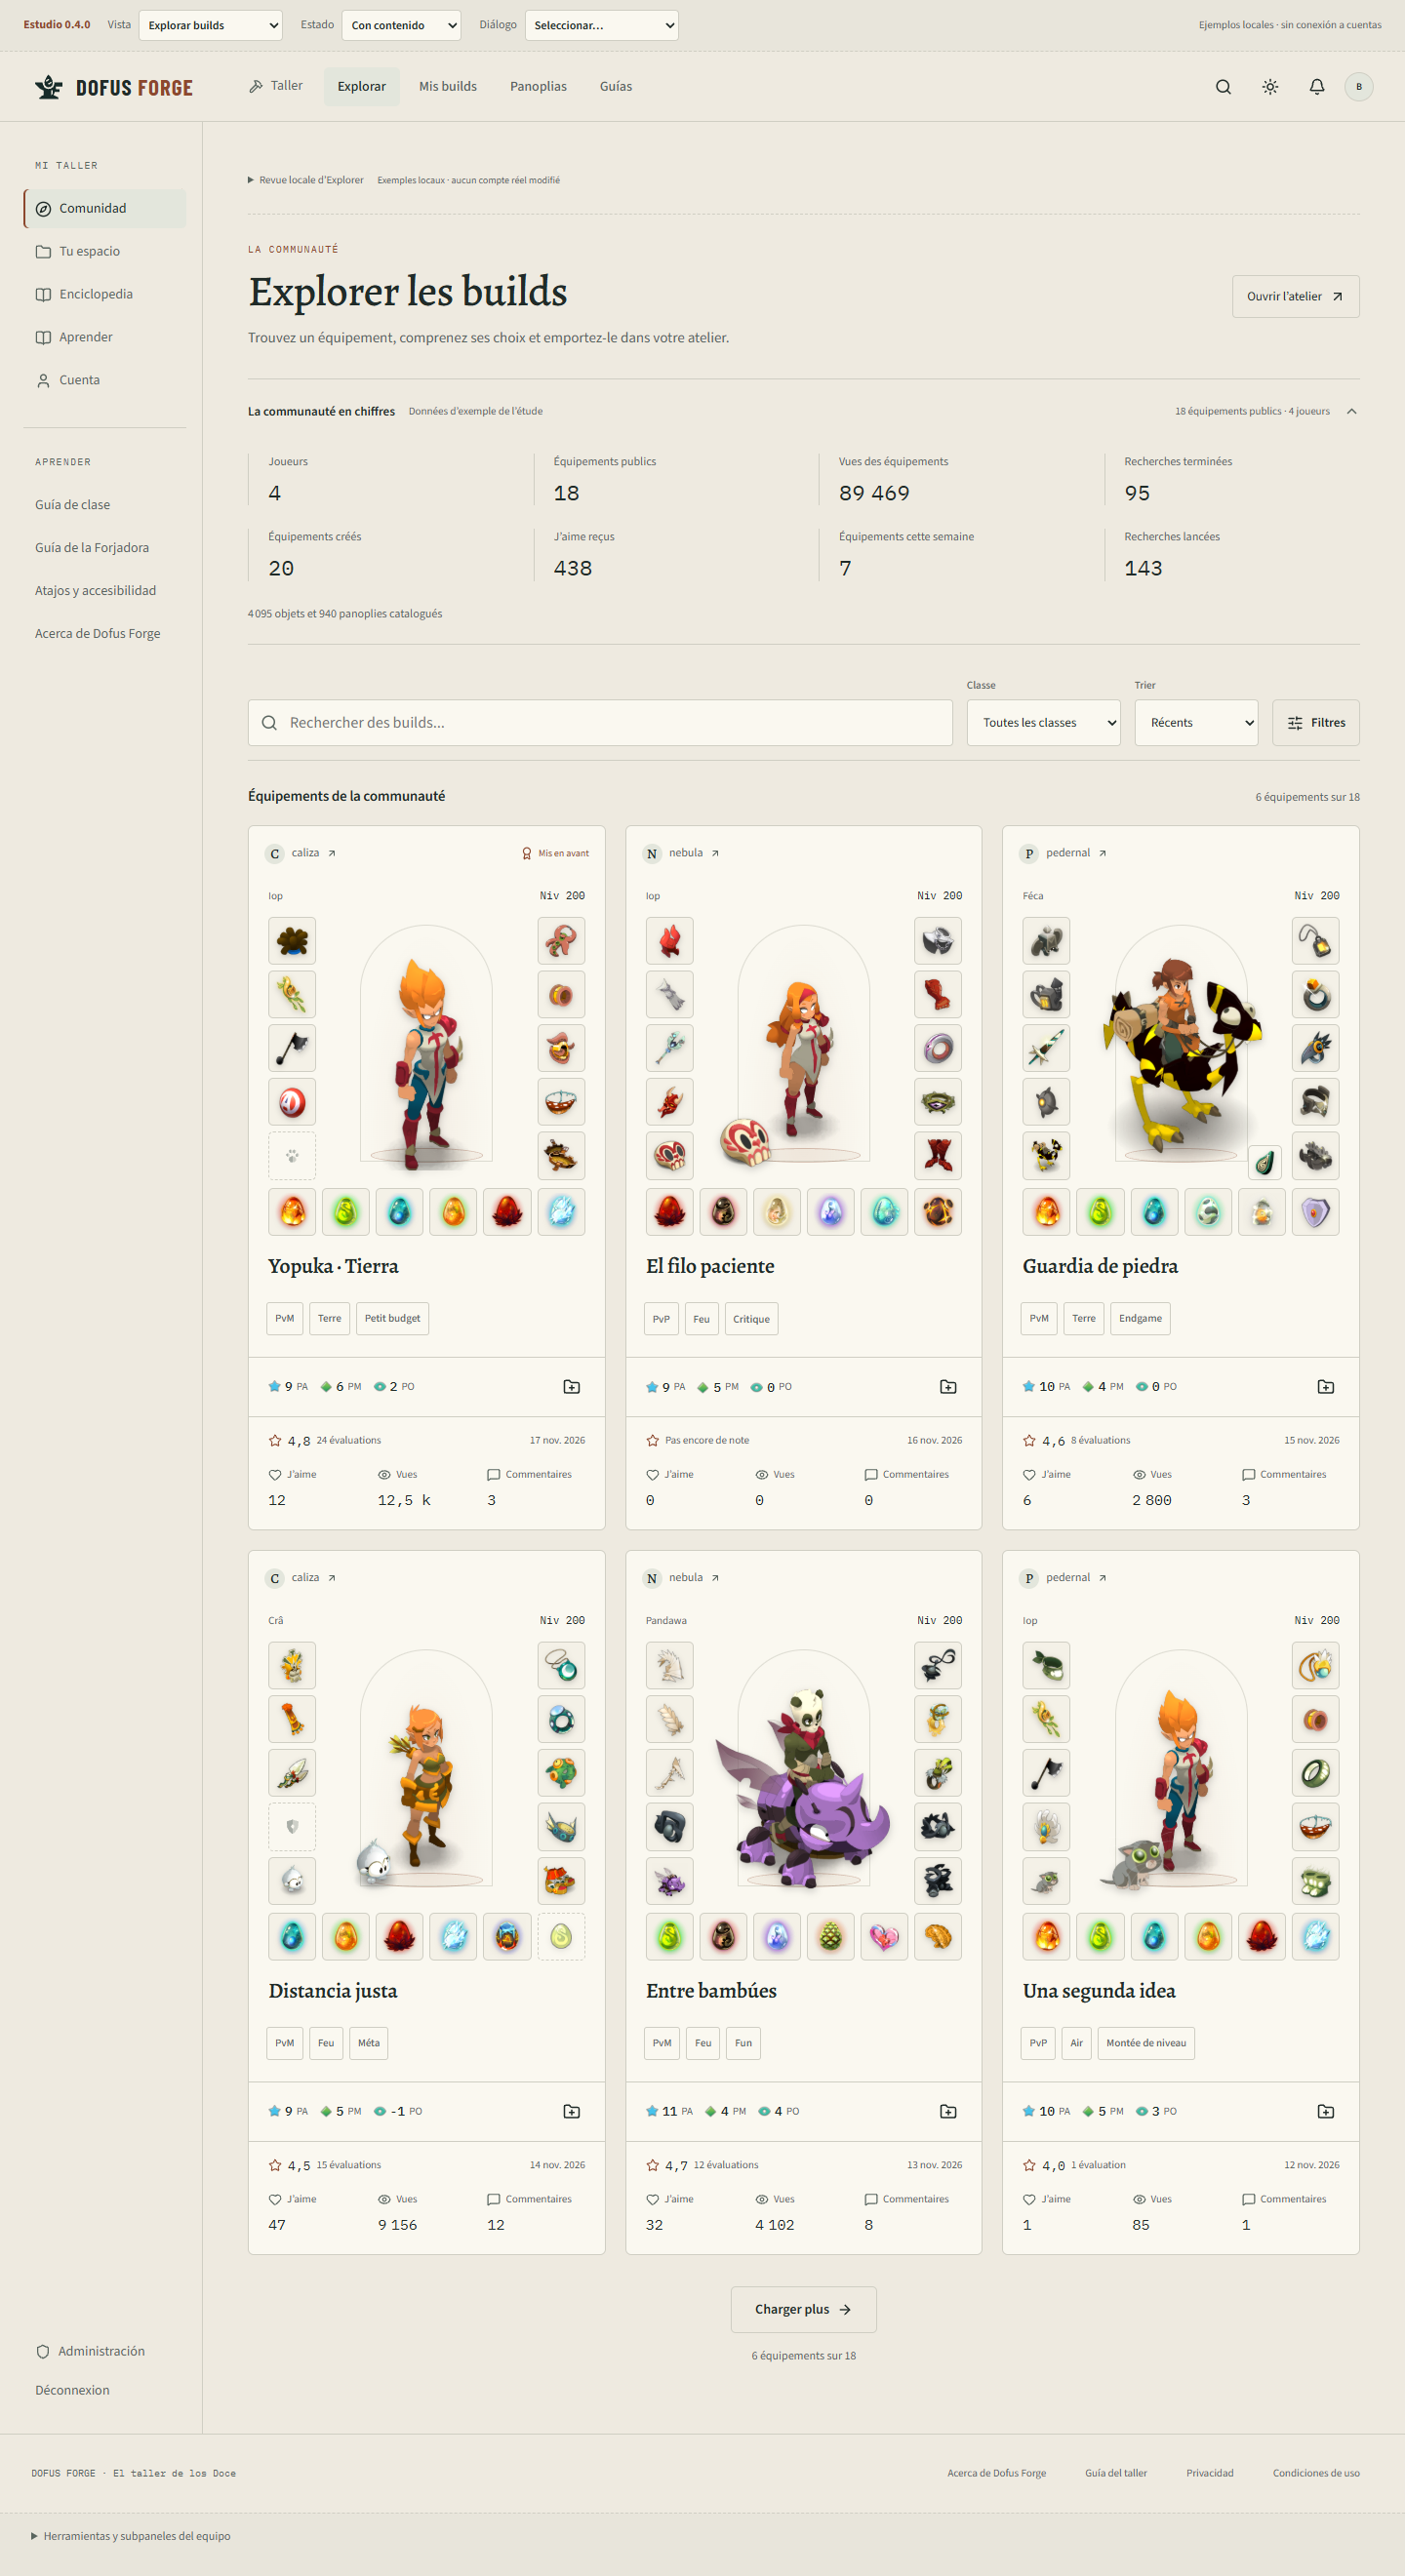 Estudio 0.4.0 Vista Explorar builds Estado Con contenido Diálogo Seleccionar... Ejemplos locales · sin conexión a cuentas
DOFUS FORGE Taller Explorar Mis builds Panoplias Guías B
MI TALLER
Comunidad
Tu espacio
Enciclopedia
Aprender
Cuenta
APRENDER
Guía de clase
Guía de la Forjadora
Atajos y accesibilidad
Acerca de Dofus Forge
Administración
Déconnexion
Revue locale d'Explorer Exemples locaux · aucun compte réel modifié
LA COMMUNAUTÉ
Explorer les builds
Ouvrir l'atelier
Trouvez un équipement, comprenez ses choix et emportez-le dans votre atelier.
La communauté en chiffres Données d'exemple de l'étude 18 équipements publics · 4 joueurs
Joueurs Équipements publics Vues des équipements Recherches terminées
4 18 89 469 95
Équipements créés J'aime reçus Équipements cette semaine Recherches lancées
20 438 7 143
4 095 objets et 940 panoplies catalogués
Classe Trier
Rechercher des builds... Toutes les classes Récents Filtres
Équipements de la communauté 6 équipements sur 18
C caliza Mis en avant
Iop Niv 200
Yopuka · Tierra
PvM Terre Petit budget
9 PA 6 PM 2 PO
4,8 24 évaluations 17 nov. 2026
J'aime Vues Commentaires
12 12,5 k 3
N nebula
Iop Niv 200
El filo paciente
PvP Feu Critique
9 PA 5 PM 0 PO
Pas encore de note 16 nov. 2026
J'aime Vues Commentaires
0 0 0
P pedernal
Féca Niv 200
Guardia de piedra
PvM Terre Endgame
10 PA 4 PM 0 PO
4,6 8 évaluations 15 nov. 2026
J'aime Vues Commentaires
6 2 800 3
C caliza
Crâ Niv 200
Distancia justa
PvM Feu Méta
9 PA 5 PM -1 PO
4,5 15 évaluations 14 nov. 2026
J'aime Vues Commentaires
47 9 156 12
N nebula
Pandawa Niv 200
Entre bambúes
PvM Feu Fun
11 PA 4 PM 4 PO
4,7 12 évaluations 13 nov. 2026
J'aime Vues Commentaires
32 4 102 8
P pedernal
Iop Niv 200
Una segunda idea
PvP Air Montée de niveau
10 PA 5 PM 3 PO
4,0 1 évaluation 12 nov. 2026
J'aime Vues Commentaires
1 85 1
Charger plus
6 équipements sur 18
DOFUS FORGE · El taller de los Doce Acerca de Dofus Forge Guía del taller Privacidad Condiciones de uso
Herramientas y subpaneles del equipo